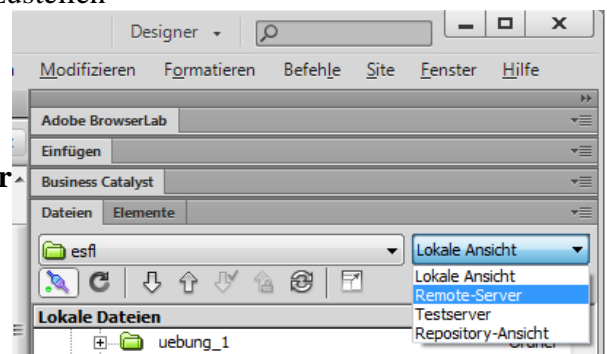 Zustellen
Designer
Modifizieren Formatieren Befehle Site Fenster Hilfe
Adobe BrowserLab
Einfügen
r
Business Catalyst
Dateien Elemente
esfl Lokale Ansicht
Lokale Ansicht
Remote-Server
Testserver
Repository-Ansicht
Lokale Dateien
uebung_1